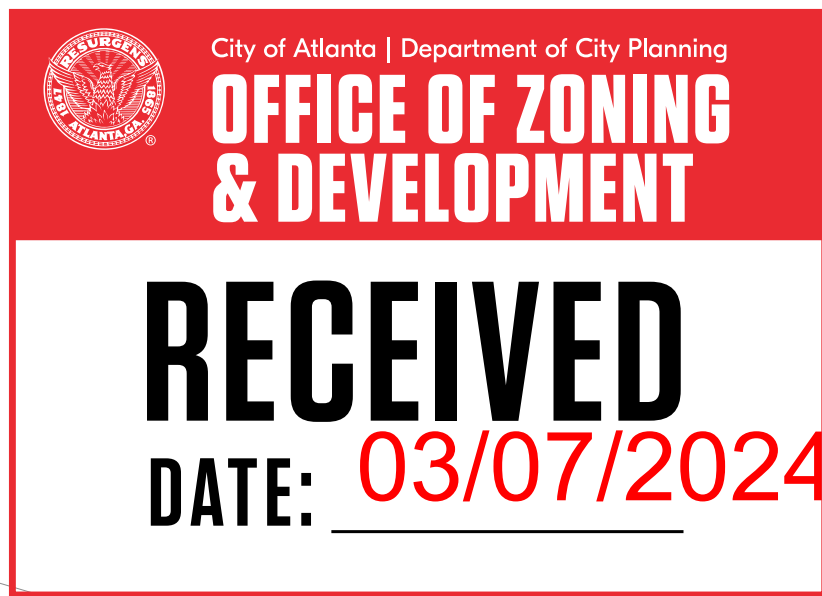 RESURGENS
1847 1865
ATLANTA, GA.
®
City of Atlanta | Department of City Planning
OFFICE OF ZONING
& DEVELOPMENT
RECEIVED
DATE: 03/07/2024